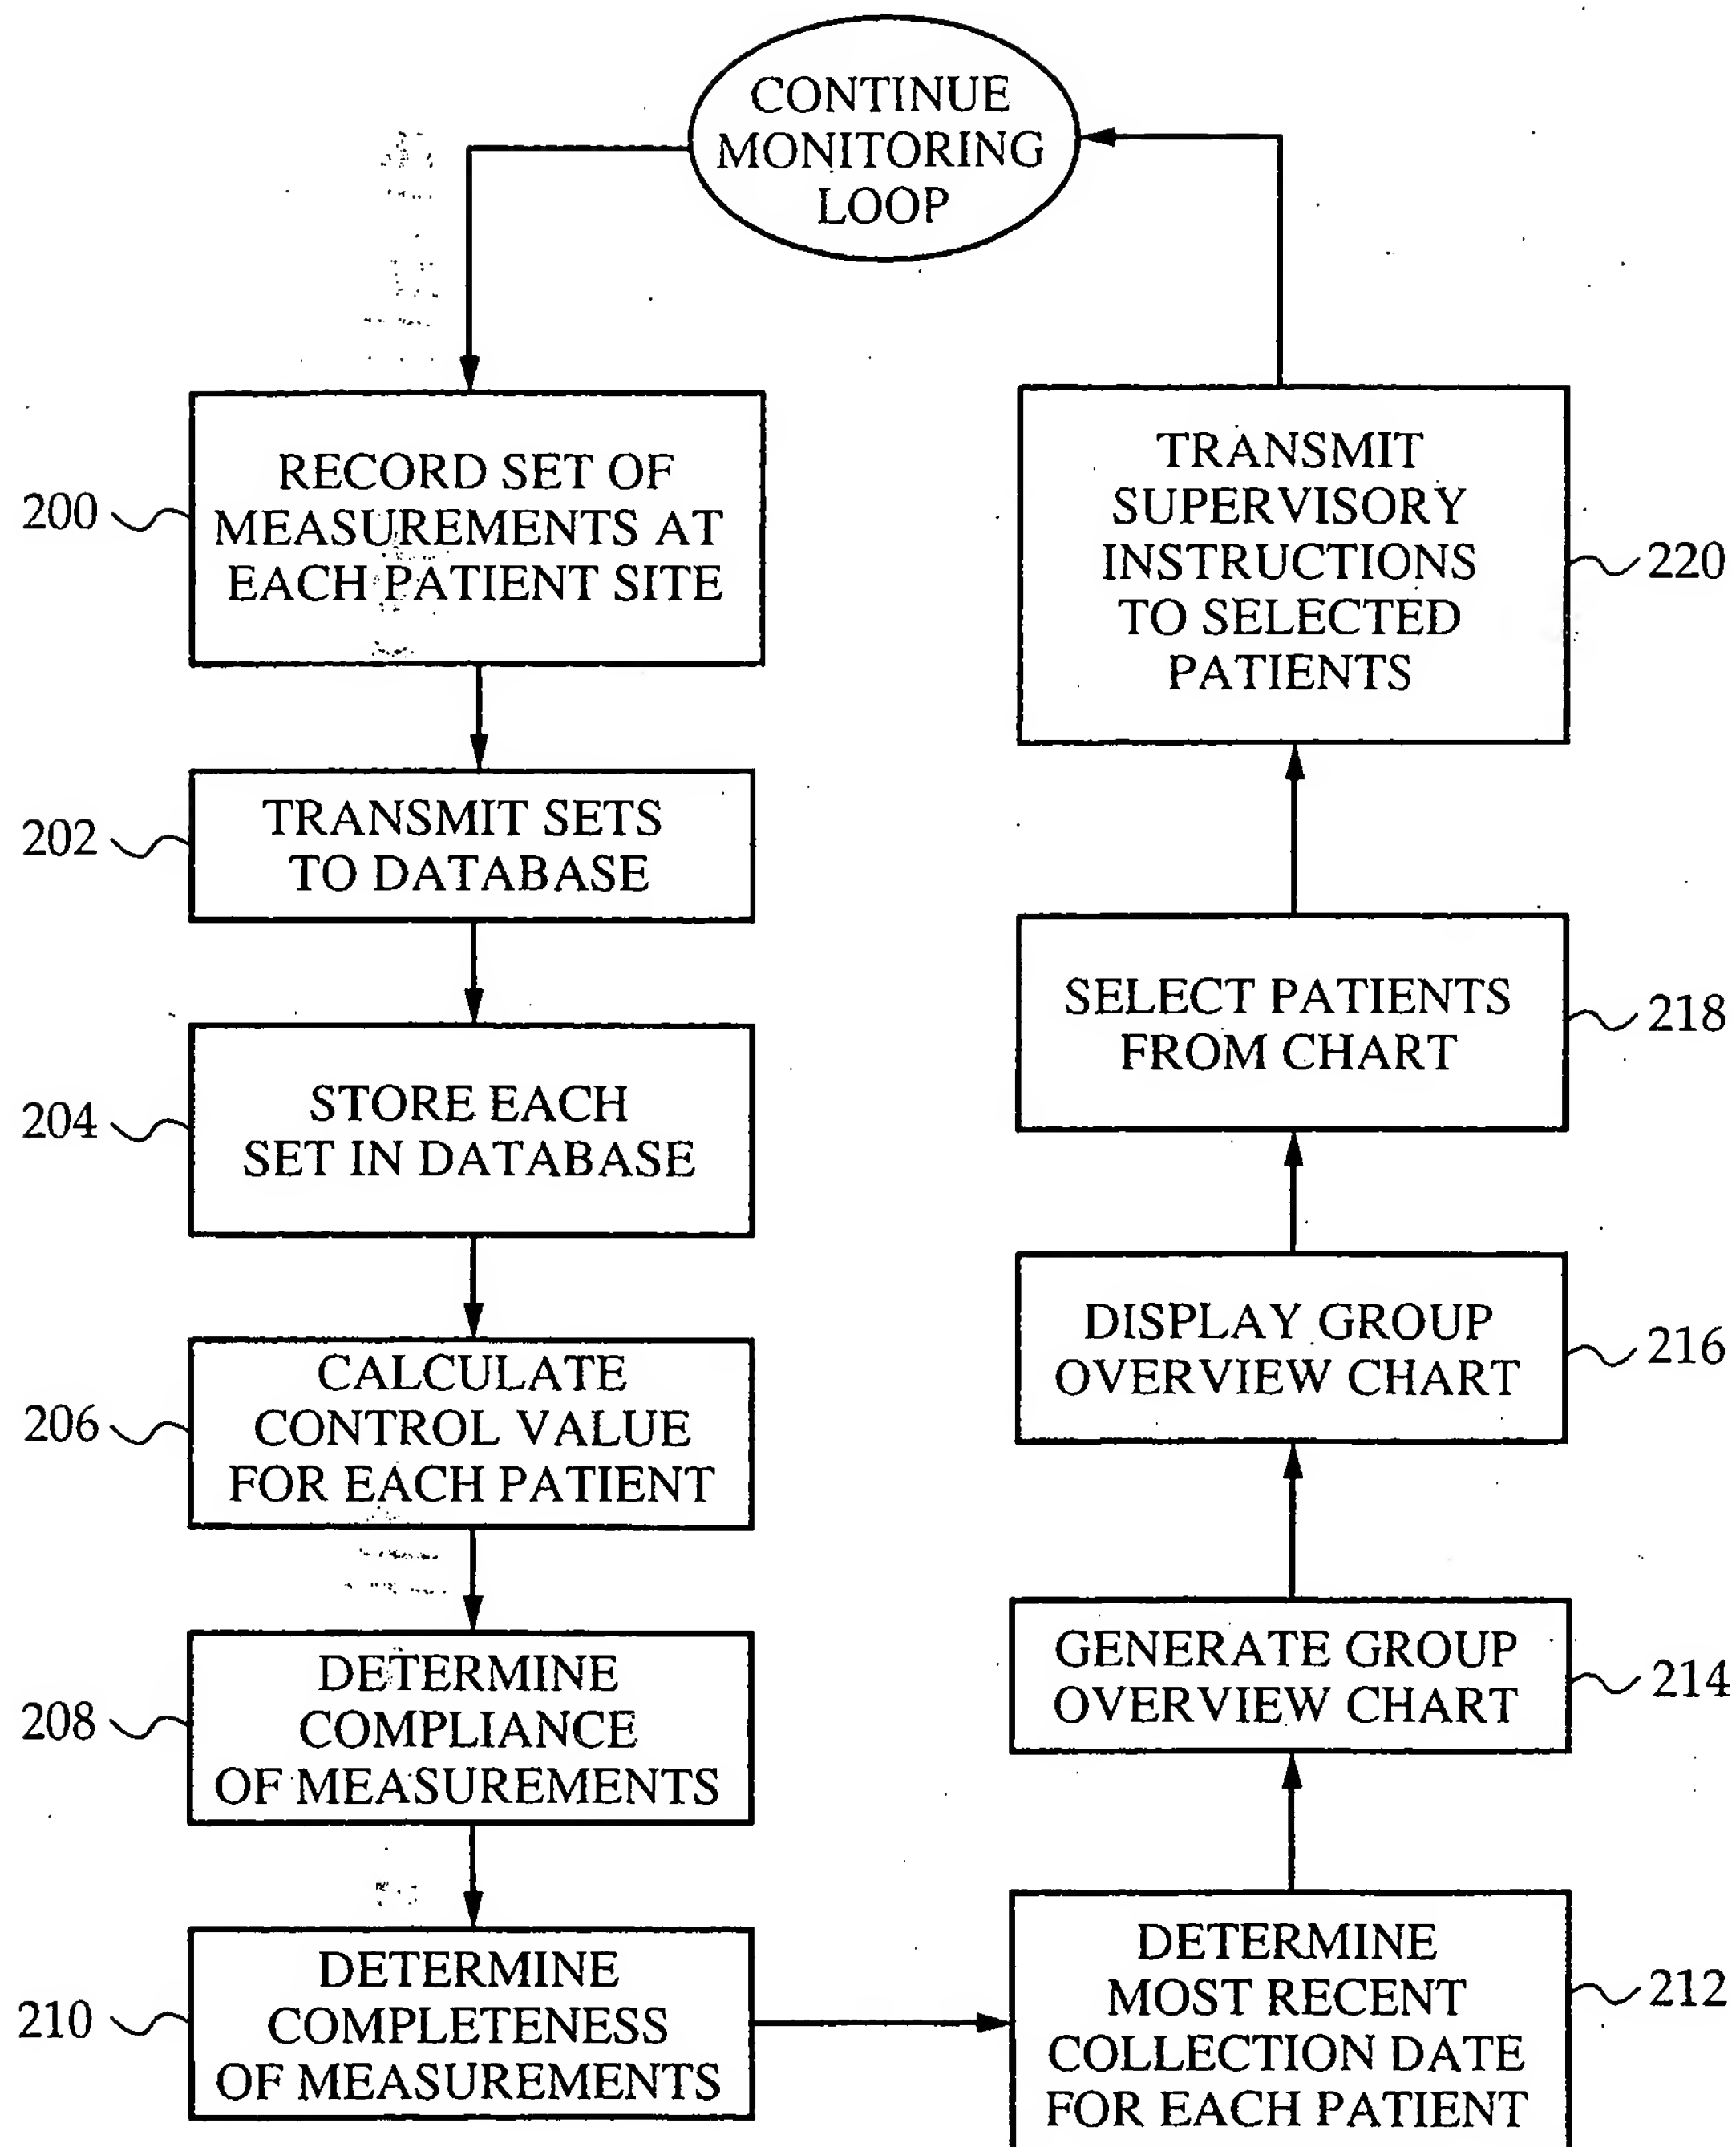 CONTINUE
MONITORING
LOOP
200
RECORD SET OF
MEASUREMENTS AT
EACH PATIENT SITE
202
TRANSMIT SETS
TO DATABASE
204
STORE EACH
SET IN DATABASE
206
CALCULATE
CONTROL VALUE
FOR EACH PATIENT
208
DETERMINE
COMPLIANCE
OF MEASUREMENTS
210
DETERMINE
COMPLETENESS
OF MEASUREMENTS
DETERMINE
MOST RECENT
COLLECTION DATE
FOR EACH PATIENT
212
GENERATE GROUP
OVERVIEW CHART
214
DISPLAY GROUP
OVERVIEW CHART
216
SELECT PATIENTS
FROM CHART
218
TRANSMIT
SUPERVISORY
INSTRUCTIONS
TO SELECTED
PATIENTS
220